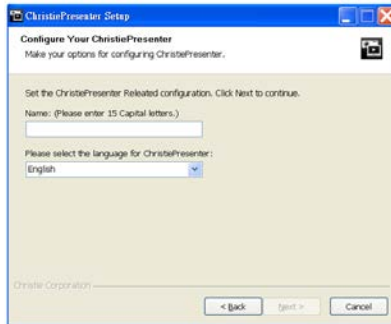 ChristiePresenter Setup
Configure Your ChristiePresenter
Make your options for configuring ChristiePresenter.
Set the ChristiePresenter Releated configuration. Click Next to continue.
Name: (Please enter 15 Capital letters.)
Please select the language for ChristiePresenter:
English
Christie Corporation
< Back Next > Cancel